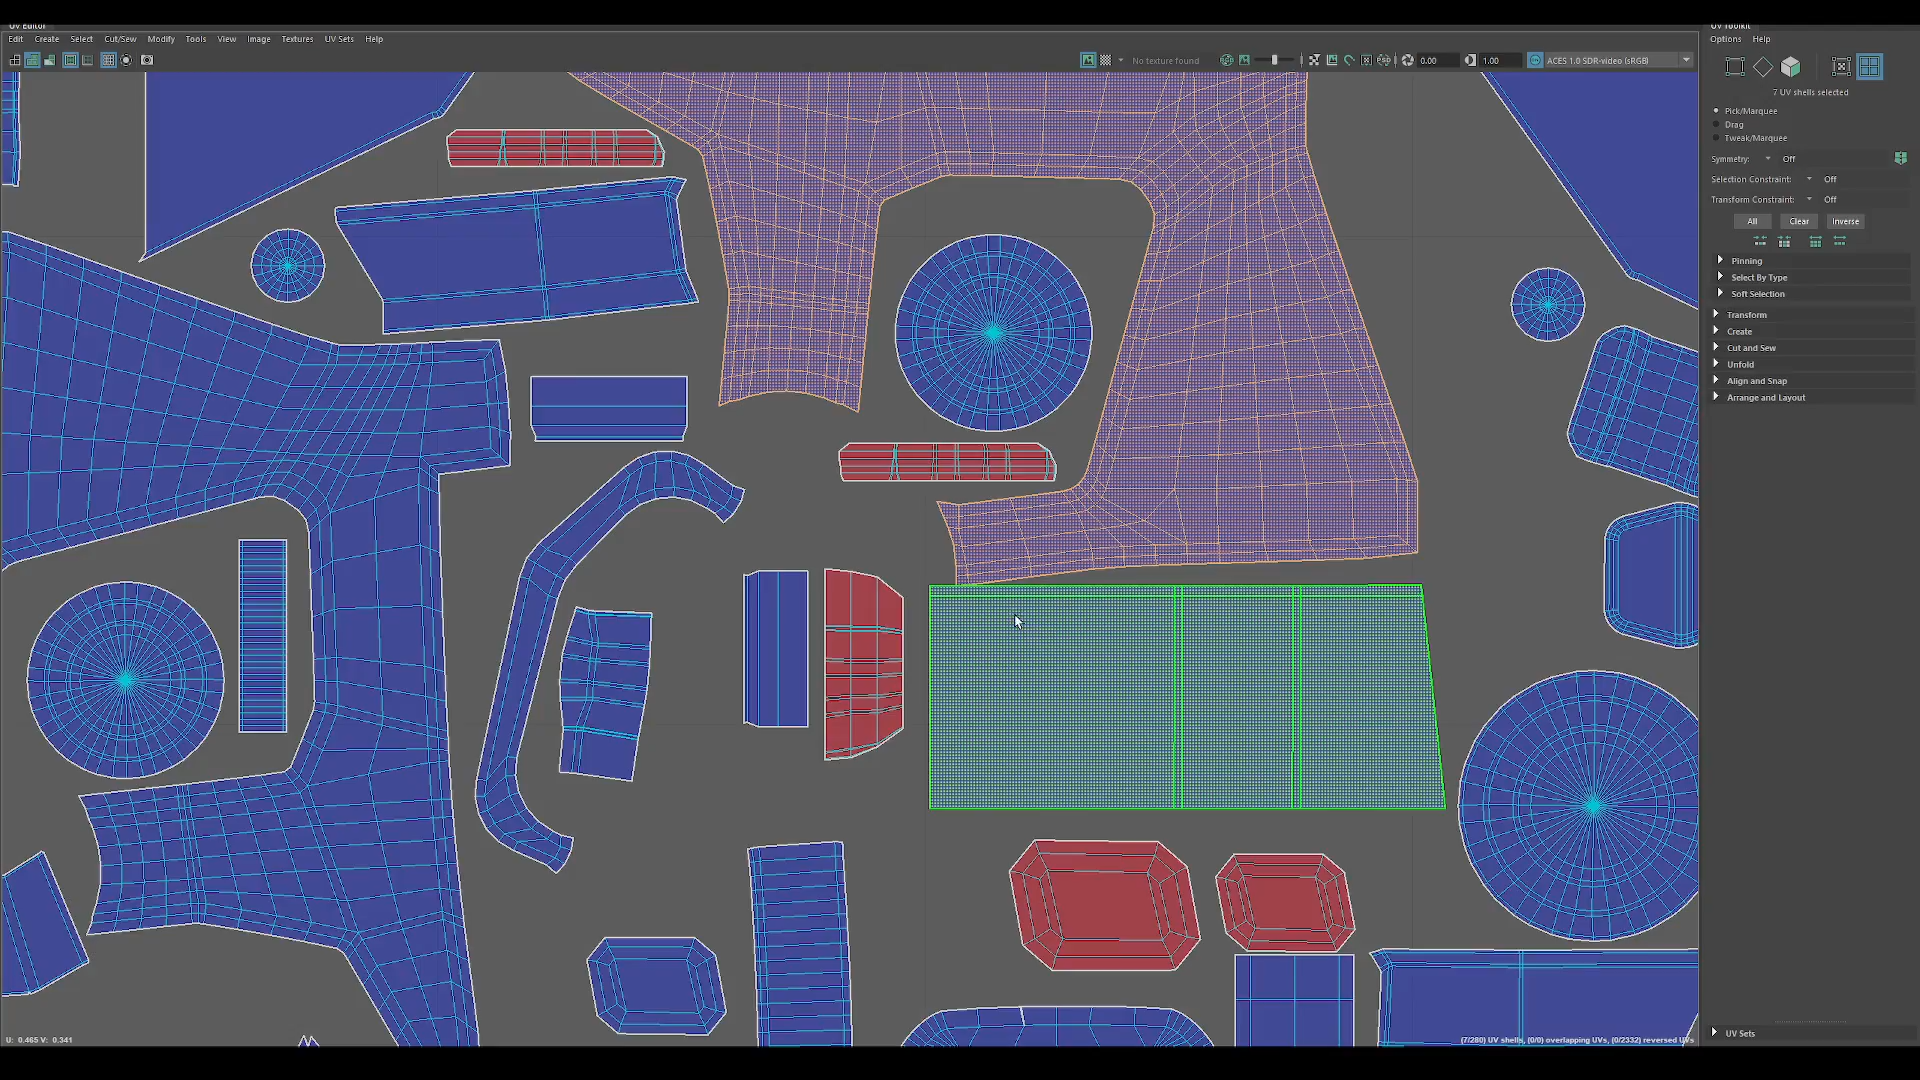 UV Editor
UV Toolkit
Edit Create Select Cut/Sew Modify Tools View Image Textures UV Sets Help
Options Help
No texture found
0.00
1.00
ACES 1.0 SDR-video (sRGB)
7 UV shells selected
Pick/Marquee
Drag
Tweak/Marquee
Symmetry: Off
Selection Constraint: Off
Transform Constraint: Off
All Clear Inverse
Pinning
Select By Type
Soft Selection
Transform
Create
Cut and Sew
Unfold
Align and Snap
Arrange and Layout
UV Sets
U: 0.465 V: 0.341
(7/280) UV shells, (0/0) overlapping UVs, (0/2332) reversed UVs